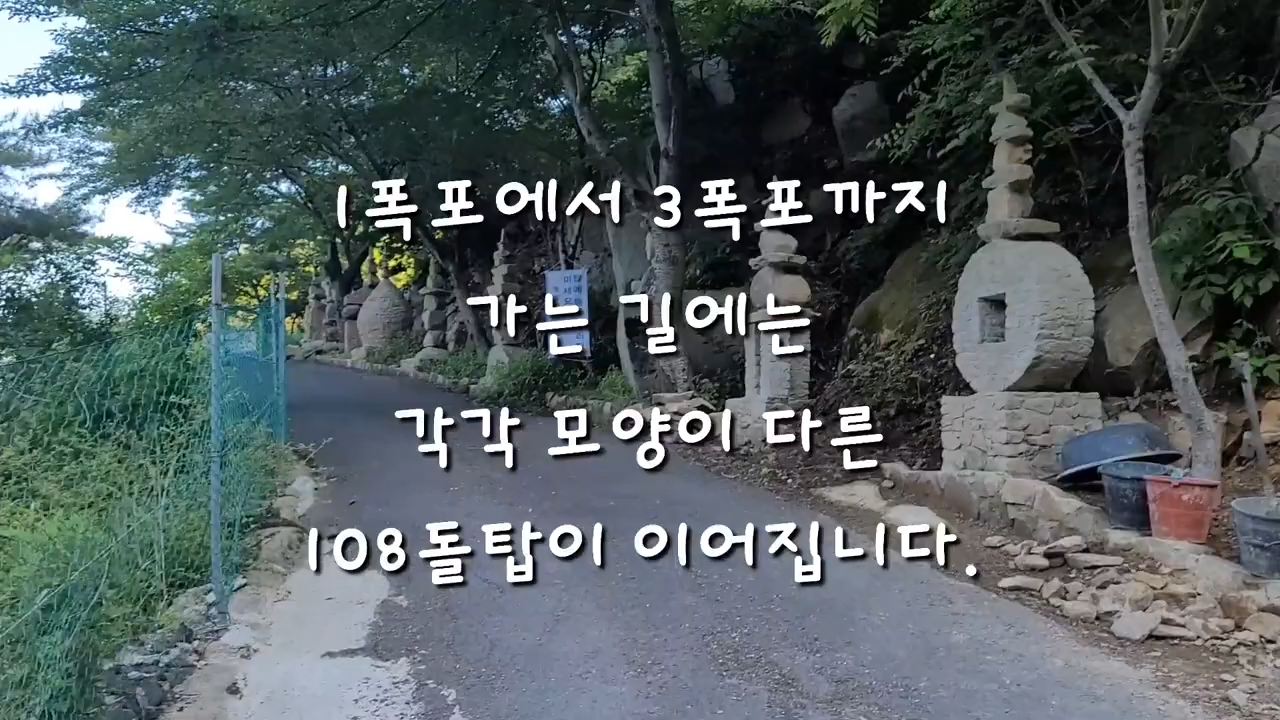 1폭포에서 3폭포까지
가는 길에는
각각 모양이 다른
108돌탑이 이어집니다.